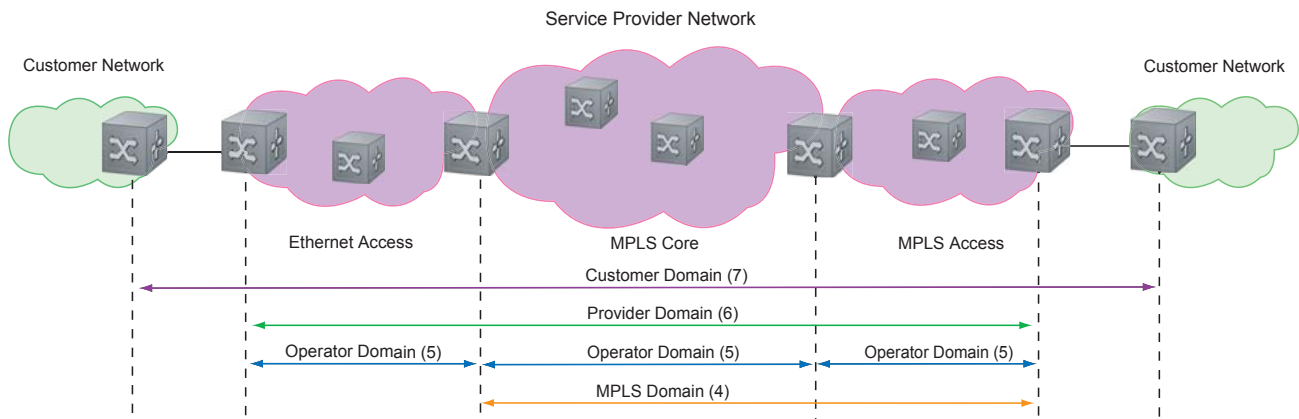 Service Provider Network
Customer Network
Customer Network
Ethernet Access
MPLS Core
MPLS Access
Customer Domain (7)
Provider Domain (6)
Operator Domain (5)
Operator Domain (5)
Operator Domain (5)
MPLS Domain (4)